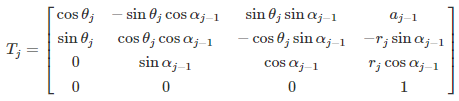 T_j = [ cos θ_j  − sin θ_j cos α_{j−1}  sin θ_j sin α_{j−1}  a_{j−1}
sin θ_j  cos θ_j cos α_{j−1}  − cos θ_j sin α_{j−1}  −r_j sin α_{j−1}
0  sin α_{j−1}  cos α_{j−1}  r_j cos α_{j−1}
0  0  0  1 ]